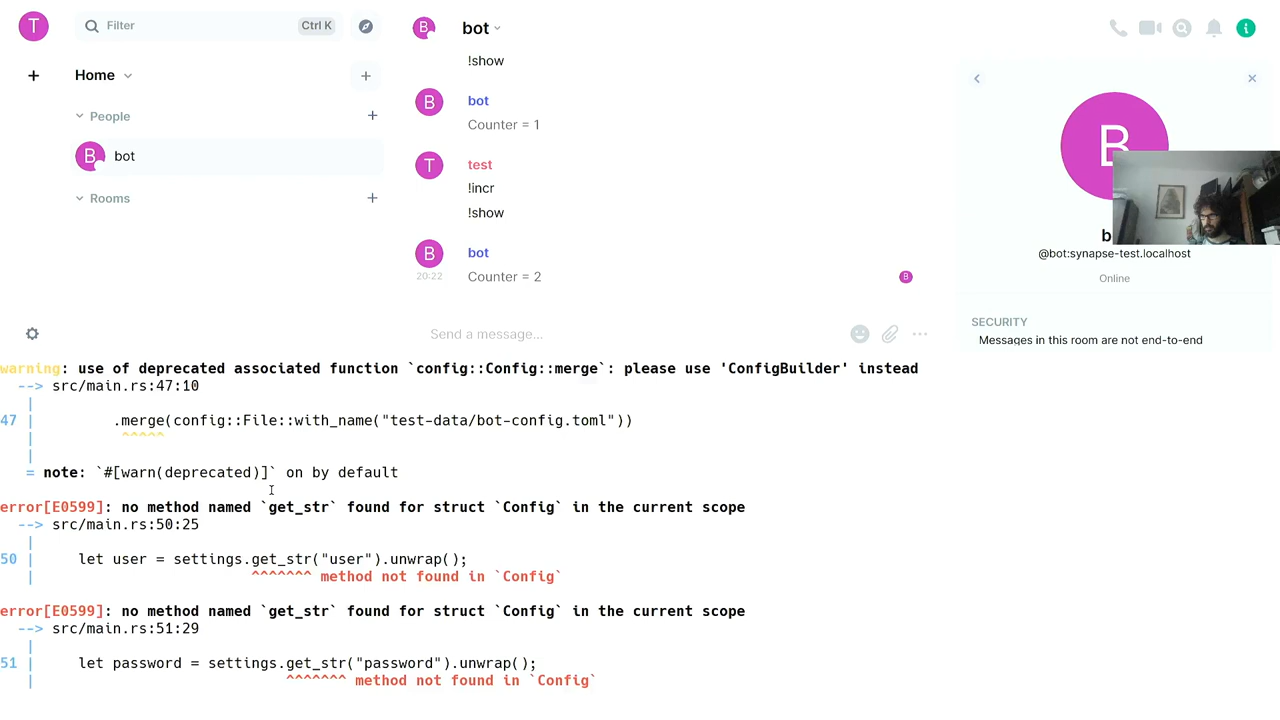 T
Filter
Ctrl K
Home
People
B
bot
Rooms
B
bot
!show
B
bot
Counter = 1
T
test
!incr
!show
B
bot
20:22
Counter = 2
B
Send a message...
B
b
@bot:synapse-test.localhost
Online
SECURITY
Messages in this room are not end-to-end
warning: use of deprecated associated function `config::Config::merge`: please use 'ConfigBuilder' instead
--> src/main.rs:47:10
|
47 | .merge(config::File::with_name("test-data/bot-config.toml"))
| ^^^^^
|
= note: `#[warn(deprecated)]` on by default
error[E0599]: no method named `get_str` found for struct `Config` in the current scope
--> src/main.rs:50:25
|
50 | let user = settings.get_str("user").unwrap();
| ^^^^^^^ method not found in `Config`
error[E0599]: no method named `get_str` found for struct `Config` in the current scope
--> src/main.rs:51:29
|
51 | let password = settings.get_str("password").unwrap();
| ^^^^^^^ method not found in `Config`